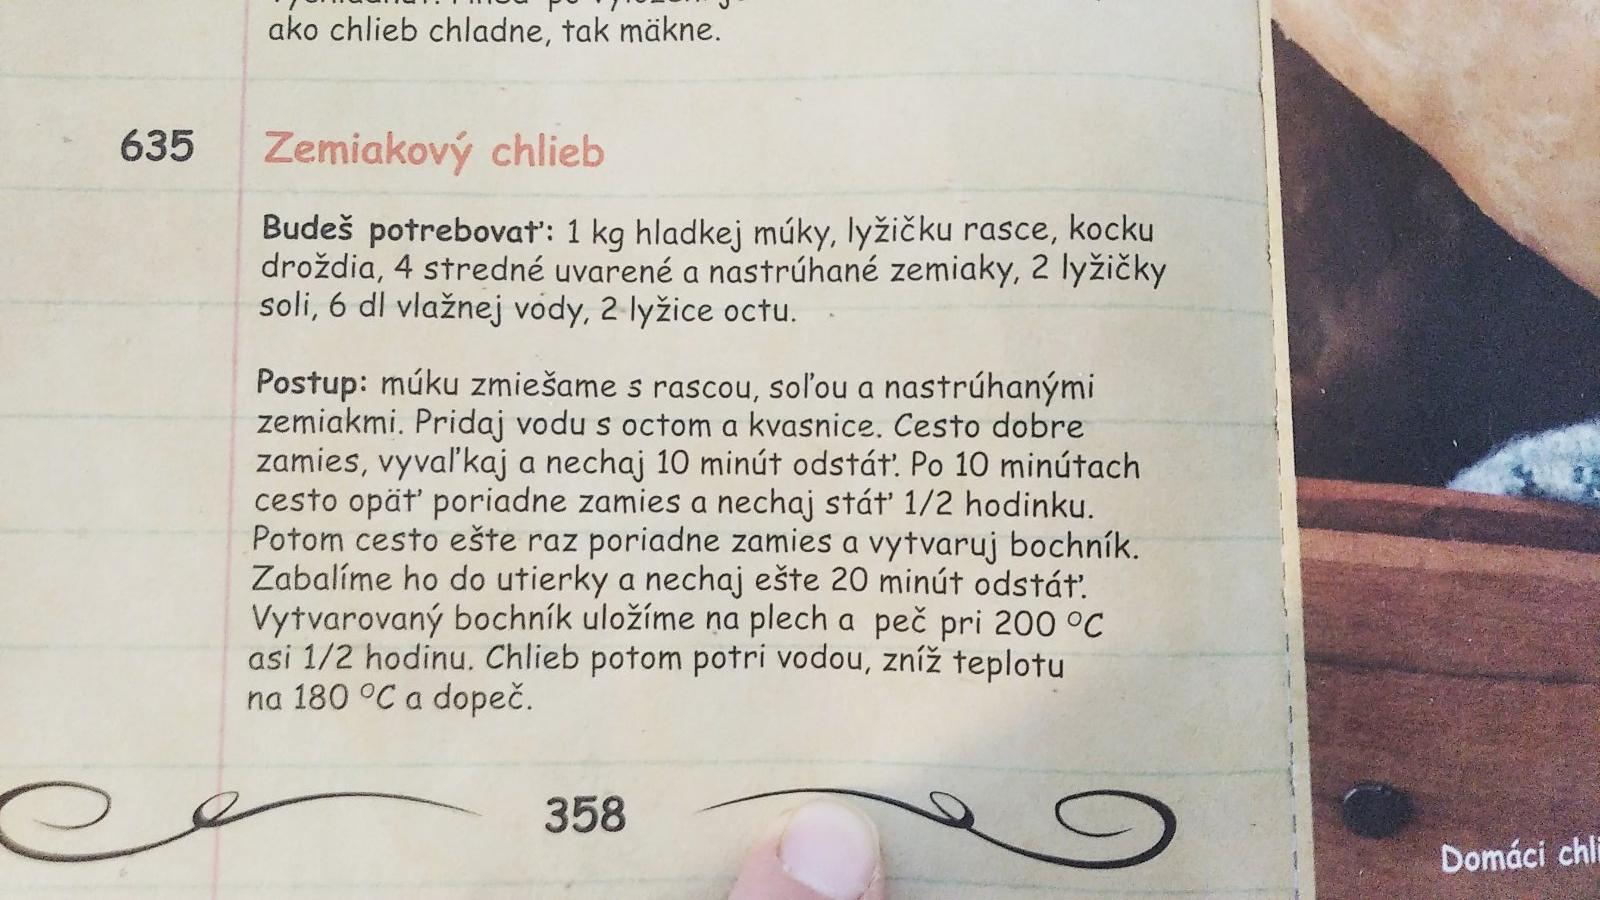 ako chlieb chladne, tak mäkne.
635
Zemiakový chlieb
Budeš potrebovať: 1 kg hladkej múky, lyžičku rasce, kocku
droždia, 4 stredné uvarené a nastrúhané zemiaky, 2 lyžičky
soli, 6 dl vlažnej vody, 2 lyžice octu.
Postup: múku zmiešame s rascou, soľou a nastrúhanými
zemiakmi. Pridaj vodu s octom a kvasnice. Cesto dobre
zamies, vyvaľkaj a nechaj 10 minút odstáť. Po 10 minútach
cesto opäť poriadne zamies a nechaj stáť 1/2 hodinku.
Potom cesto ešte raz poriadne zamies a vytvaruj bochník.
Zabalíme ho do utierky a nechaj ešte 20 minút odstáť.
Vytvarovaný bochník uložíme na plech a peč pri 200 °C
asi 1/2 hodinu. Chlieb potom potri vodou, zníž teplotu
na 180 °C a dopeč.
358
Domáci